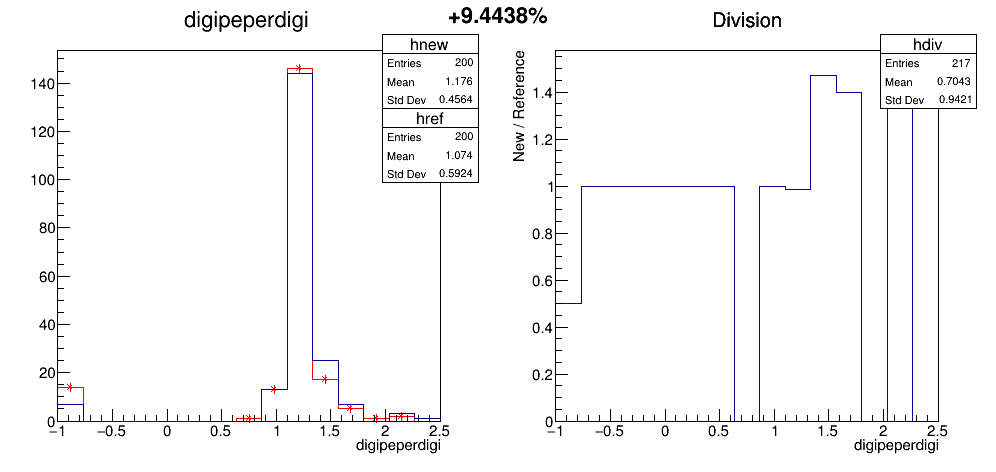 +9.4438%
digipeperdigi
hnew
Entries 200
Mean 1.176
Std Dev 0.4564
href
Entries 200
Mean 1.074
Std Dev 0.5924
140
120
100
80
60
40
20
0
−1 −0.5 0 0.5 1 1.5 2 2.5
digipeperdigi
Division
hdiv
Entries 217
Mean 0.7043
Std Dev 0.9421
New / Reference
1.4
1.2
1
0.8
0.6
0.4
0.2
0
−1 −0.5 0 0.5 1 1.5 2 2.5
digipeperdigi